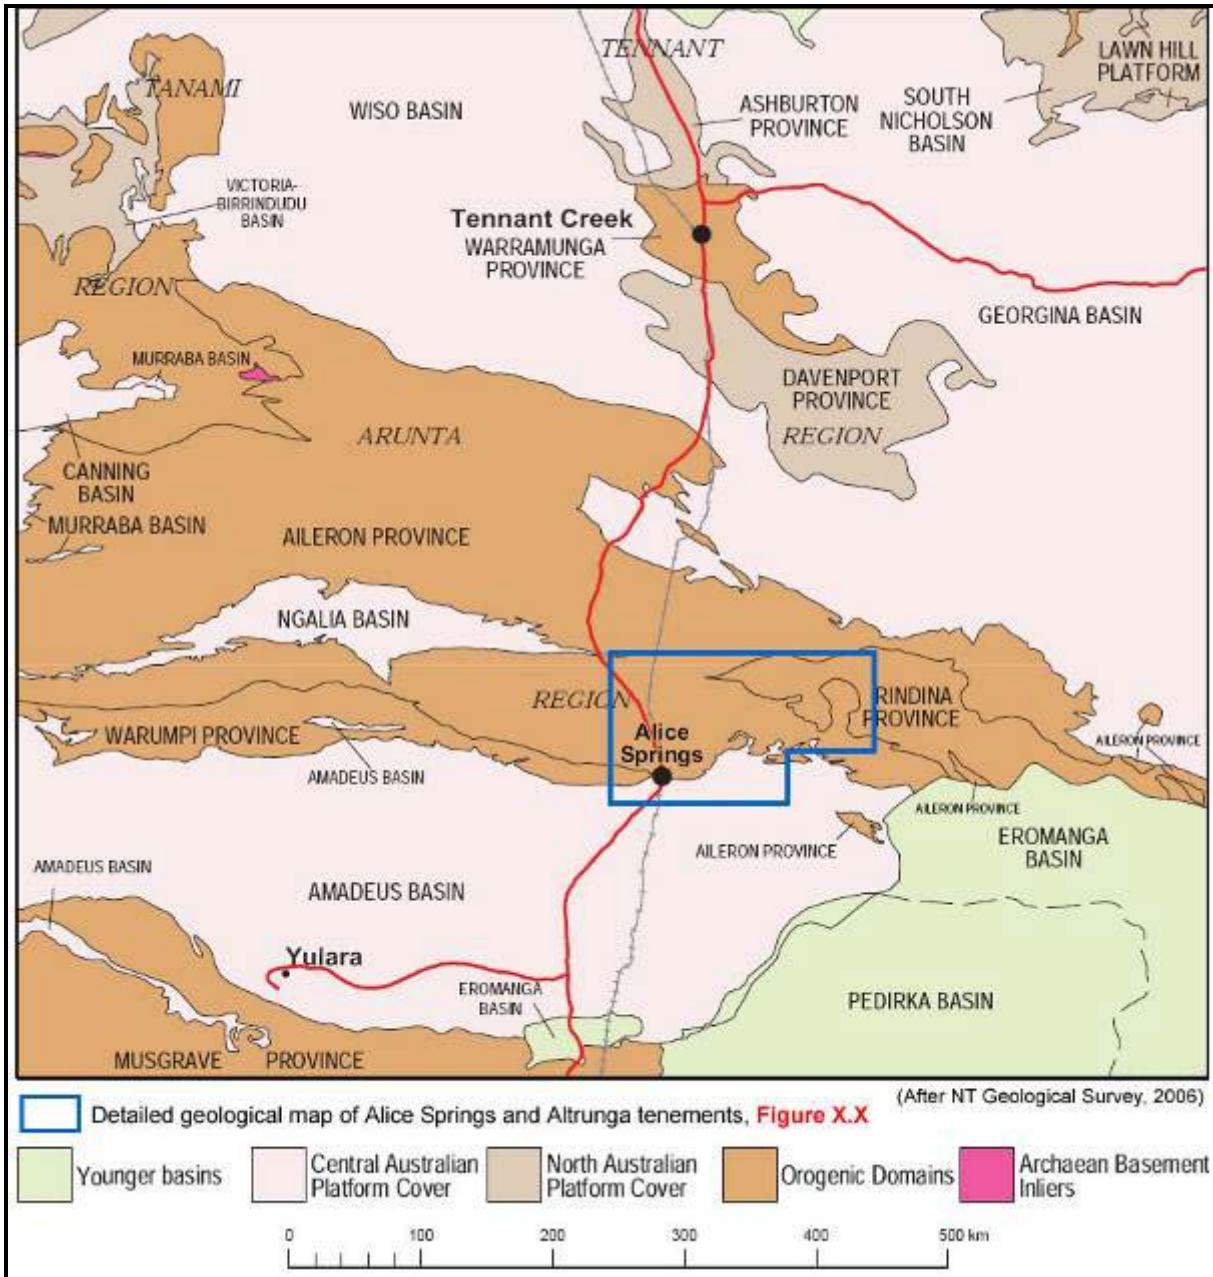 TENNANT
LAWN HILL
PLATFORM
TANAMI
WISO BASIN
ASHBURTON
PROVINCE
SOUTH
NICHOLSON
BASIN
VICTORIA-
BIRRINDUDU
BASIN
Tennant Creek
WARRAMUNGA
PROVINCE
REGION
GEORGINA BASIN
MURRABA BASIN
DAVENPORT
PROVINCE
REGION
ARUNTA
CANNING
BASIN
MURRABA BASIN
AILERON PROVINCE
NGALIA BASIN
REGION
RINDINA
PROVINCE
WARUMPI PROVINCE
Alice
Springs
AILERON PROVINCE
AMADEUS BASIN
AILERON PROVINCE
EROMANGA
BASIN
AILERON PROVINCE
AMADEUS BASIN
AMADEUS BASIN
Yulara
EROMANGA
BASIN
PEDIRKA BASIN
MUSGRAVE PROVINCE
(After NT Geological Survey, 2006)
Detailed geological map of Alice Springs and Altrunga tenements, Figure X.X
Younger basins
Central Australian
Platform Cover
North Australian
Platform Cover
Orogenic Domains
Archaean Basement
Inliers
0 100 200 300 400 500 km